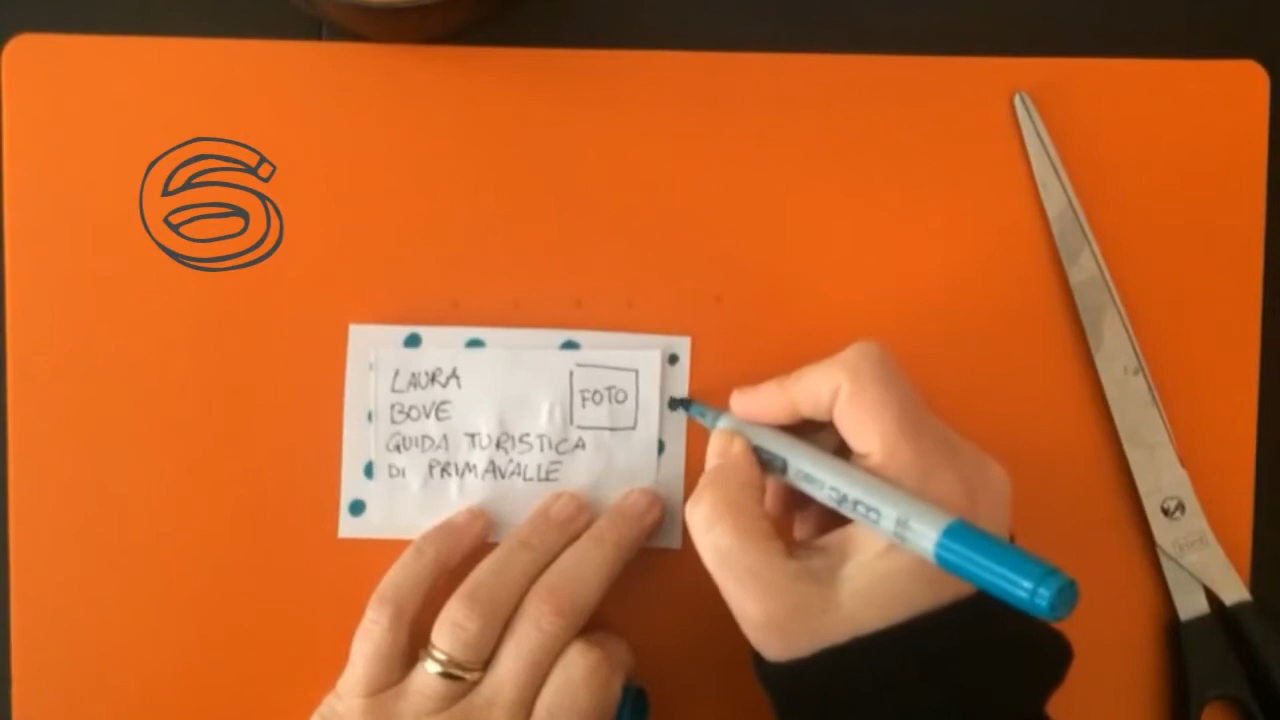 6
LAURA
BOVE
FOTO
GUIDA TURISTICA
DI PRIMAVALLE